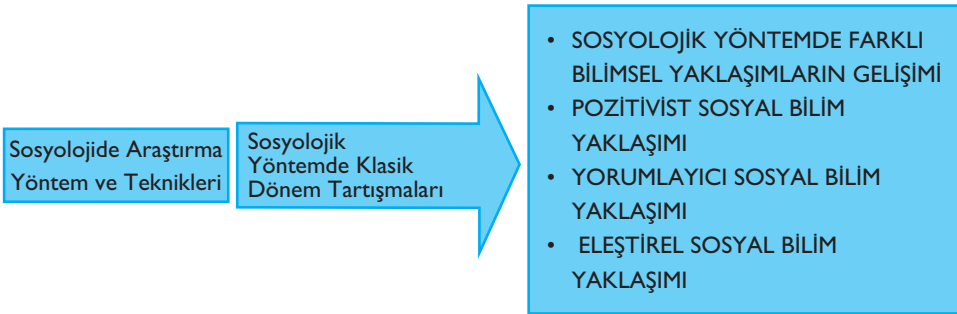 Sosyolojide Araştırma
Yöntem ve Teknikleri
Sosyolojik
Yöntemde Klasik
Dönem Tartışmaları
• SOSYOLOJİK YÖNTEMDE FARKLI
BİLİMSEL YAKLAŞIMLARIN GELİŞİMİ
• POZİTİVİST SOSYAL BİLİM
YAKLAŞIMI
• YORUMLAYICI SOSYAL BİLİM
YAKLAŞIMI
• ELEŞTİREL SOSYAL BİLİM
YAKLAŞIMI